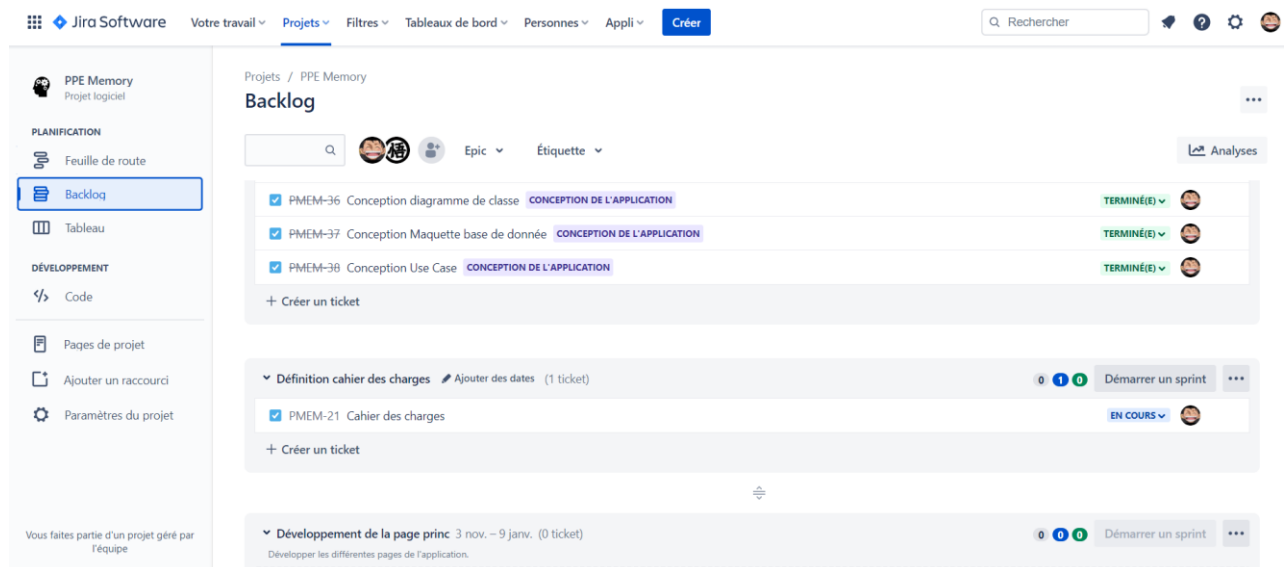 Jira Software Votre travail Projets Filtres Tableaux de bord Personnes Appli Créer Rechercher
PPE Memory
Projet logiciel
PLANIFICATION
Feuille de route
Backlog
Tableau
DÉVELOPPEMENT
Code
Pages de projet
Ajouter un raccourci
Paramètres du projet
Vous faites partie d'un projet géré par
l'équipe
Projets / PPE Memory
Backlog
悟 Epic Étiquette Analyses
PMEM-36 Conception diagramme de classe CONCEPTION DE L'APPLICATION TERMINÉ(E)
PMEM-37 Conception Maquette base de donnée CONCEPTION DE L'APPLICATION TERMINÉ(E)
PMEM-38 Conception Use Case CONCEPTION DE L'APPLICATION TERMINÉ(E)
+ Créer un ticket
Définition cahier des charges Ajouter des dates (1 ticket) 0 1 0 Démarrer un sprint
PMEM-21 Cahier des charges EN COURS
+ Créer un ticket
Développement de la page princ 3 nov. – 9 janv. (0 ticket) 0 0 0 Démarrer un sprint
Développer les différentes pages de l'application.